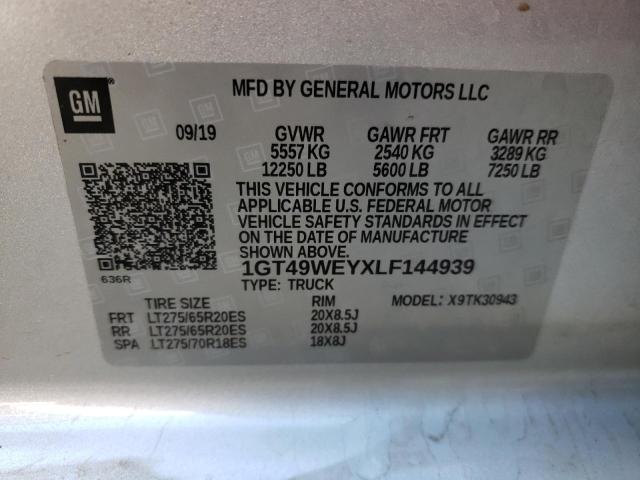 GM
MFD BY GENERAL MOTORS LLC
09/19 GVWR GAWR FRT GAWR RR
5557 KG 2540 KG 3289 KG
12250 LB 5600 LB 7250 LB
THIS VEHICLE CONFORMS TO ALL
APPLICABLE U.S. FEDERAL MOTOR
VEHICLE SAFETY STANDARDS IN EFFECT
ON THE DATE OF MANUFACTURE
SHOWN ABOVE.
1GT49WEYXLF144939
636R
TYPE: TRUCK
TIRE SIZE RIM MODEL: X9TK30943
FRT LT275/65R20ES 20X8.5J
RR LT275/65R20ES 20X8.5J
SPA LT275/70R18ES 18X8J